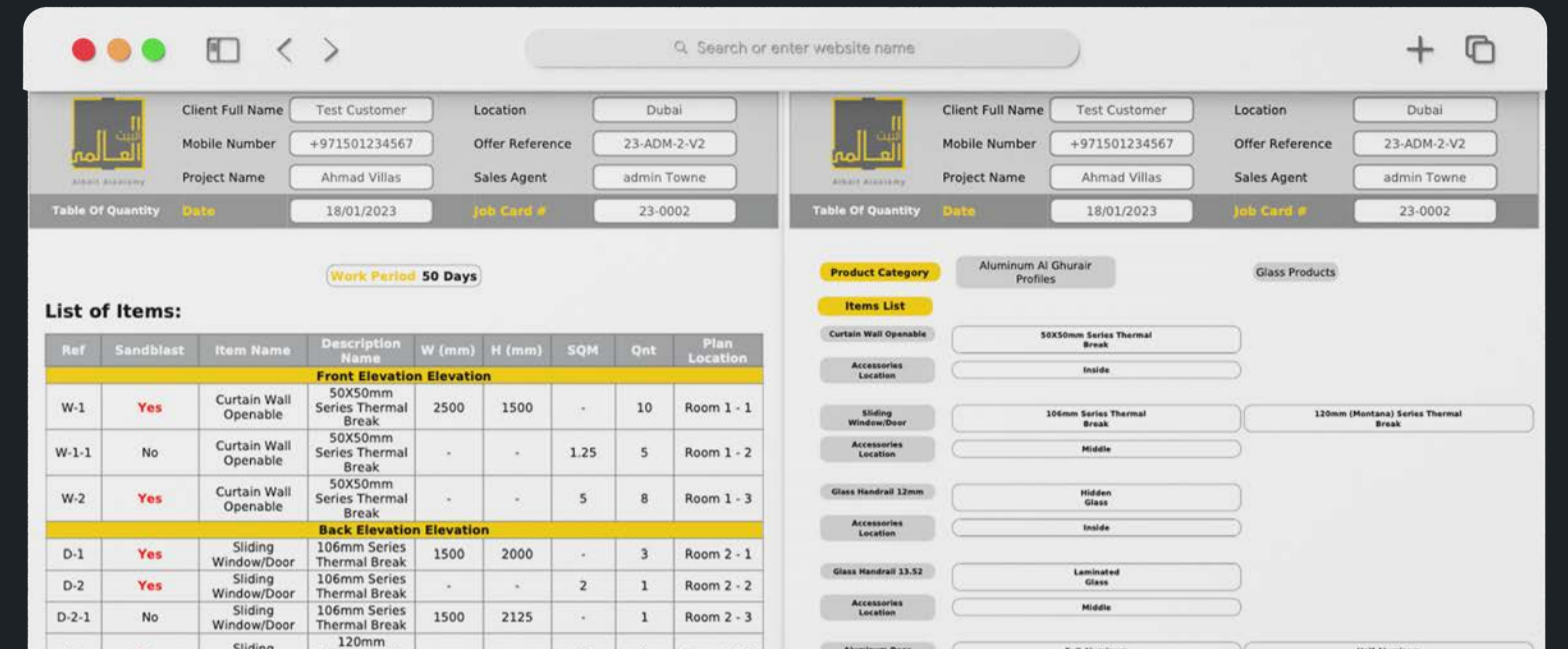 Search or enter website name
البيت
العالمي
Albait Alaalamy
Client Full Name Test Customer Location Dubai
Mobile Number +971501234567 Offer Reference 23-ADM-2-V2
Project Name Ahmad Villas Sales Agent admin Towne
Table Of Quantity Date 18/01/2023 Job Card # 23-0002
Work Period 50 Days
List of Items:
Ref Sandblast Item Name Description Name W (mm) H (mm) SQM Qnt Plan Location
Front Elevation Elevation
W-1 Yes Curtain Wall Openable 50X50mm Series Thermal Break 2500 1500 - 10 Room 1 - 1
W-1-1 No Curtain Wall Openable 50X50mm Series Thermal Break - - 1.25 5 Room 1 - 2
W-2 Yes Curtain Wall Openable 50X50mm Series Thermal Break - - 5 8 Room 1 - 3
Back Elevation Elevation
D-1 Yes Sliding Window/Door 106mm Series Thermal Break 1500 2000 - 3 Room 2 - 1
D-2 Yes Sliding Window/Door 106mm Series Thermal Break - - 2 1 Room 2 - 2
D-2-1 No Sliding Window/Door 106mm Series Thermal Break 1500 2125 - 1 Room 2 - 3
Sliding 120mm
البيت
العالمي
Albait Alaalamy
Client Full Name Test Customer Location Dubai
Mobile Number +971501234567 Offer Reference 23-ADM-2-V2
Project Name Ahmad Villas Sales Agent admin Towne
Table Of Quantity Date 18/01/2023 Job Card # 23-0002
Product Category Aluminum Al Ghurair Profiles Glass Products
Items List
Curtain Wall Openable 50X50mm Series Thermal Break
Accessories Location Inside
Sliding Window/Door 106mm Series Thermal Break 120mm (Montana) Series Thermal Break
Accessories Location Middle
Glass Handrail 12mm Hidden Glass
Accessories Location Inside
Glass Handrail 13.52 Laminated Glass
Accessories Location Middle